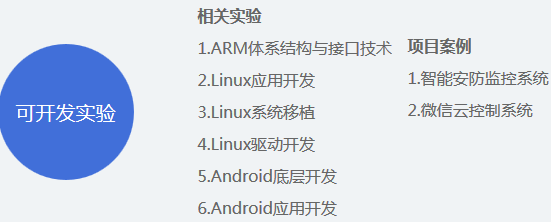 可开发实验
相关实验
1.ARM体系结构与接口技术
2.Linux应用开发
3.Linux系统移植
4.Linux驱动开发
5.Android底层开发
6.Android应用开发
项目案例
1.智能安防监控系统
2.微信云控制系统